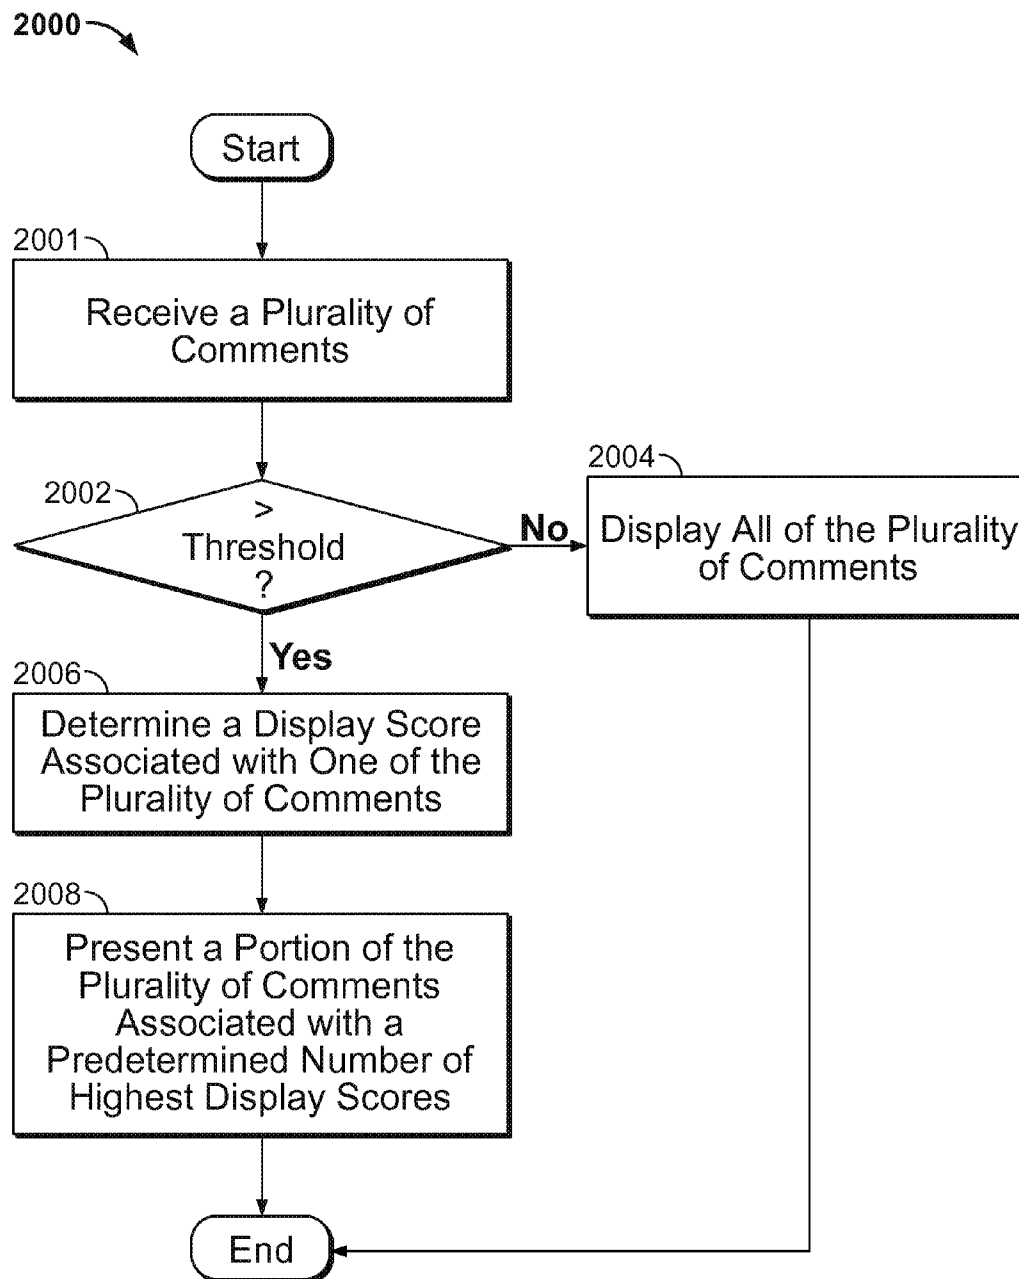 2000
Start
2001
Receive a Plurality of
Comments
2002
>
Threshold
?
No
2004
Display All of the Plurality
of Comments
Yes
2006
Determine a Display Score
Associated with One of the
Plurality of Comments
2008
Present a Portion of the
Plurality of Comments
Associated with a
Predetermined Number of
Highest Display Scores
End